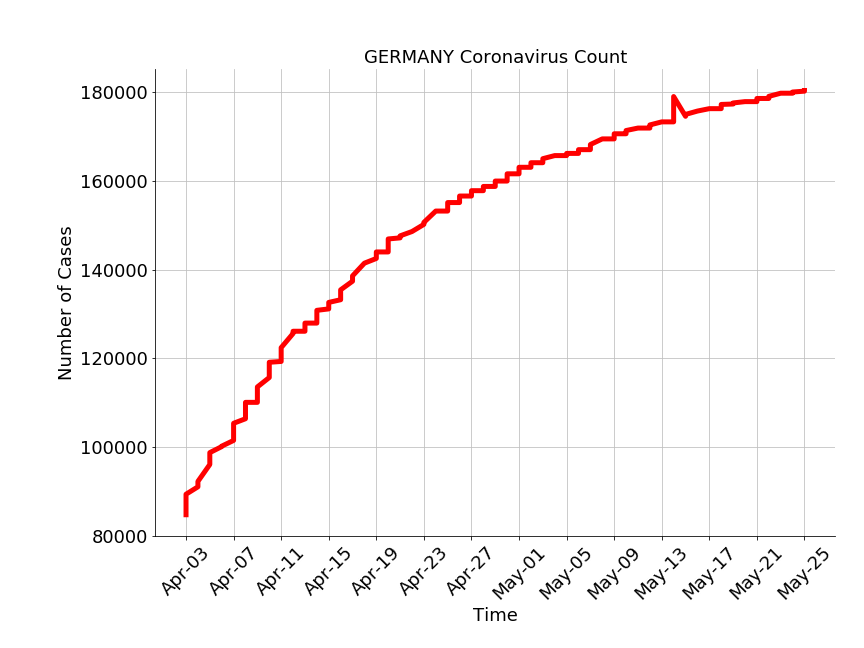 GERMANY Coronavirus Count
180000
160000
140000
120000
100000
80000
Number of Cases
Apr-03
Apr-07
Apr-11
Apr-15
Apr-19
Apr-23
Apr-27
May-01
May-05
May-09
May-13
May-17
May-21
May-25
Time